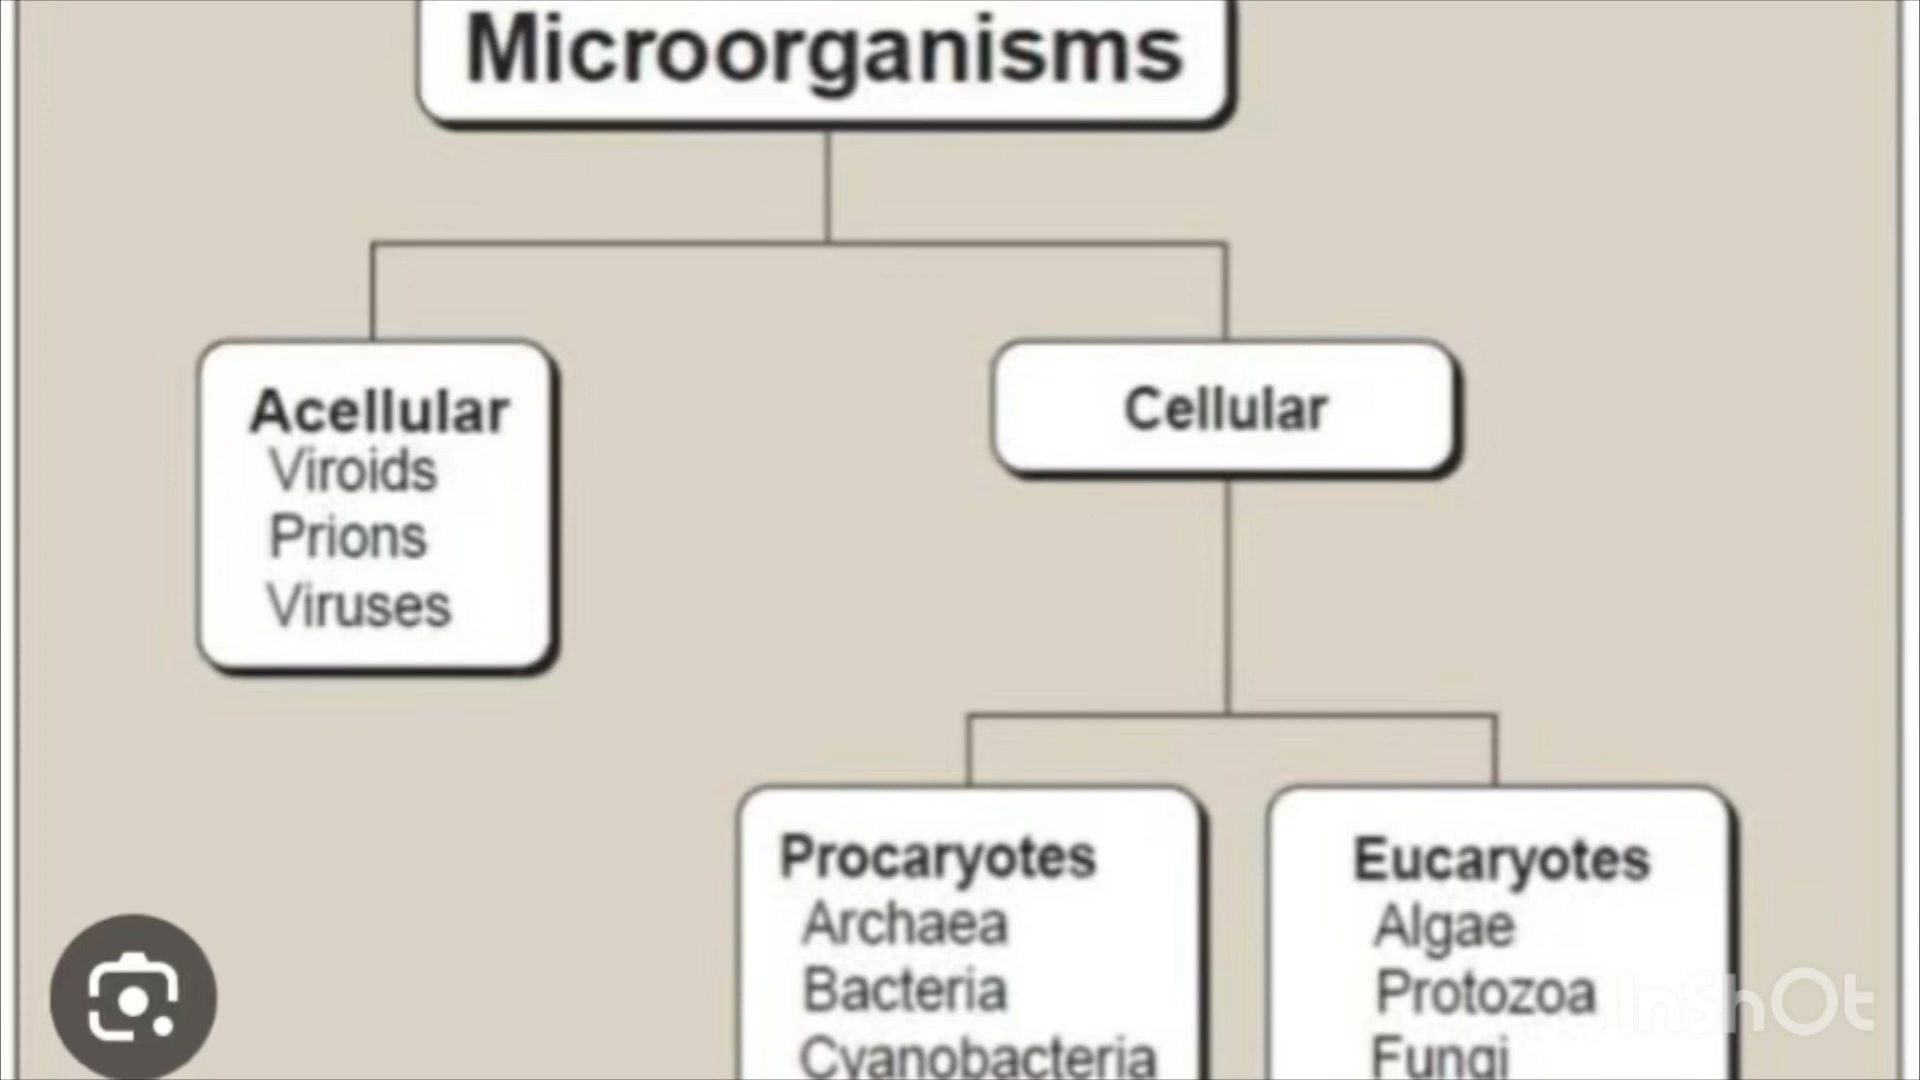 Microorganisms
Acellular
Viroids
Prions
Viruses
Cellular
Procaryotes
Archaea
Bacteria
Cyanobacteria
Eucaryotes
Algae
Protozoa
Fungi
InShOt